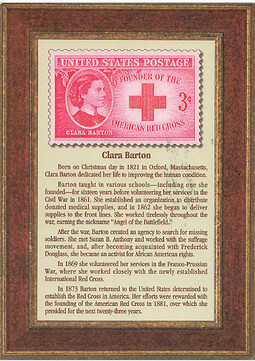 UNITED STATES POSTAGE
FOUNDER OF THE
3¢
CLARA BARTON
AMERICAN RED CROSS
Clara Barton
Born on Christmas day in 1821 in Oxford, Massachusetts,
Clara Barton dedicated her life to improving the human condition.
Barton taught in various schools—including one she
founded—for sixteen years before volunteering her services in the
Civil War in 1861. She established an organization to distribute
donated medical supplies, and in 1862 she began to deliver
supplies to the front lines. She worked tirelessly throughout the
war, earning the nickname "Angel of the Battlefield."
After the war, Barton created an agency to search for missing
soldiers. She met Susan B. Anthony and worked with the suffrage
movement, and, after becoming acquainted with Frederick
Douglass, she became an activist for African American rights.
In 1869 she volunteered her services in the Franco-Prussian
War, where she worked closely with the newly established
International Red Cross.
In 1873 Barton returned to the United States determined to
establish the Red Cross in America. Her efforts were rewarded with
the founding of the American Red Cross in 1881, over which she
presided for the next twenty-three years.